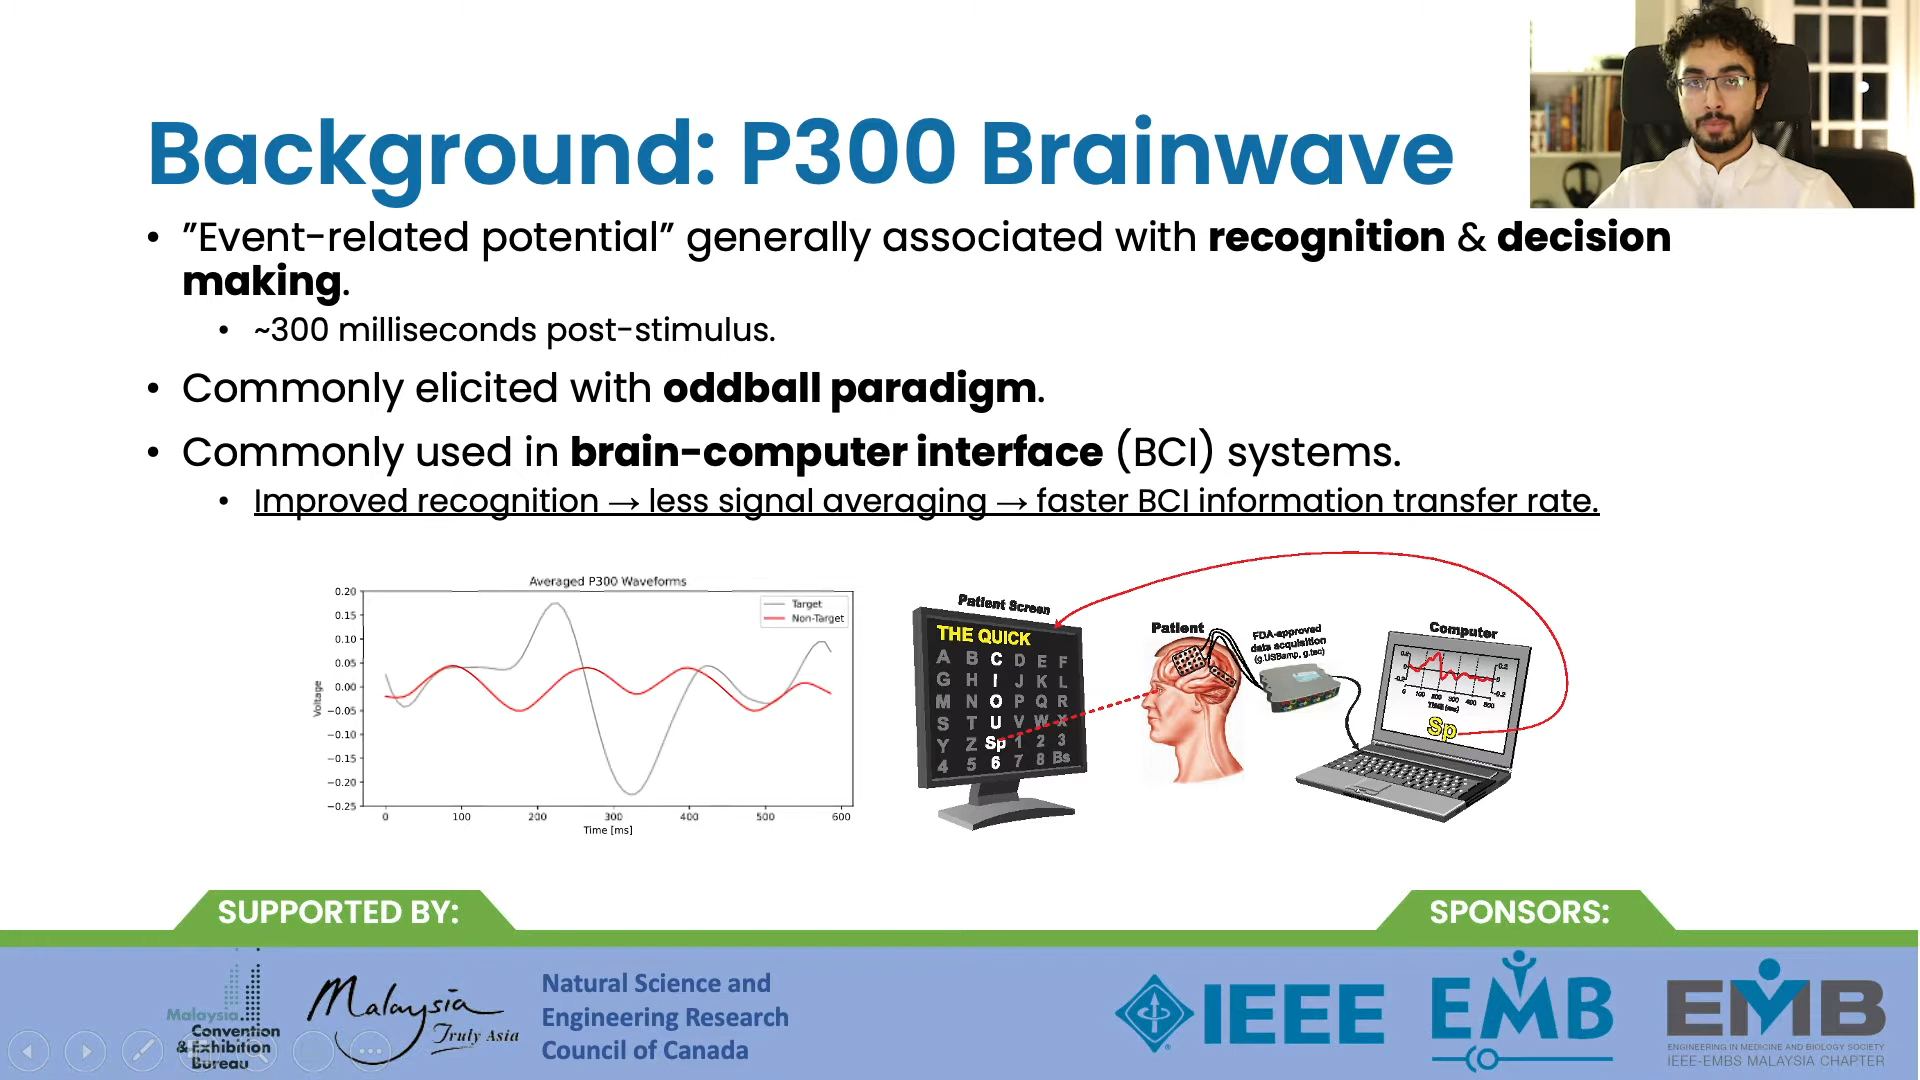 Background: P300 Brainwave
• ”Event-related potential” generally associated with recognition & decision
making.
• ~300 milliseconds post-stimulus.
• Commonly elicited with oddball paradigm.
• Commonly used in brain-computer interface (BCI) systems.
• Improved recognition → less signal averaging → faster BCI information transfer rate.
Averaged P300 Waveforms
Target
Non-Target
0.20
0.15
0.10
0.05
0.00
−0.05
−0.10
−0.15
−0.20
−0.25
Voltage
0 100 200 300 400 500 600
Time [ms]
Patient Screen
THE QUICK
A B C D E F
G H I J K L
M N O P Q R
S T U V W X
Y Z Sp 1 2 3
4 5 6 7 8 Bs
Patient
FDA-approved
data acquisition
(g.USBamp, g.tec)
Computer
0 100 200 300 400 500
Sp
SUPPORTED BY:
SPONSORS:
Malaysia
Convention
& Exhibition
Bureau
Malaysia
Truly Asia
Natural Science and
Engineering Research
Council of Canada
IEEE
EMB
EMB
ENGINEERING IN MEDICINE AND BIOLOGY SOCIETY
IEEE-EMBS MALAYSIA CHAPTER